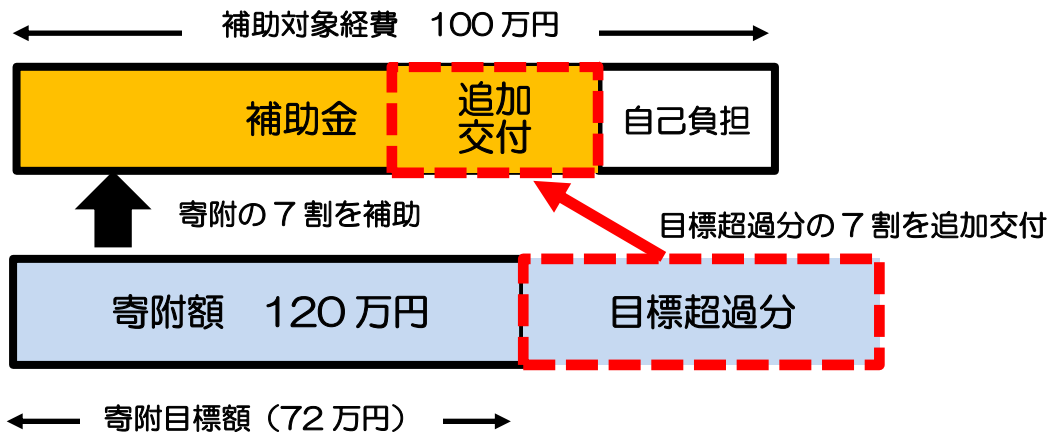 補助対象経費　100万円
補助金
追加
交付
自己負担
寄附の７割を補助
目標超過分の７割を追加交付
寄附額　120万円
目標超過分
寄附目標額（72万円）